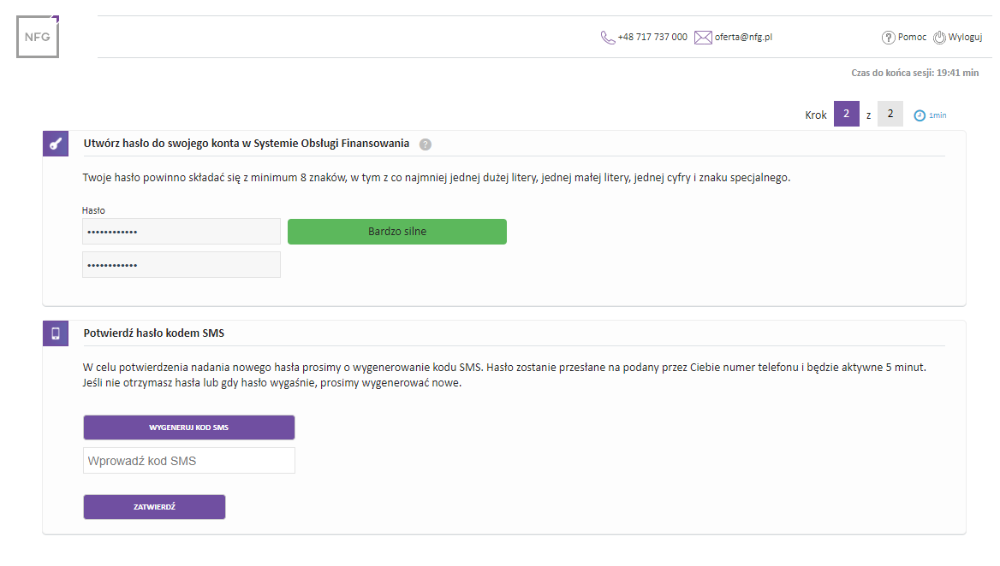 NFG
+48 717 737 000 oferta@nfg.pl ? Pomoc Wyloguj
Czas do końca sesji: 19:41 min
Krok 2 z 2 1min
Utwórz hasło do swojego konta w Systemie Obsługi Finansowania ?
Twoje hasło powinno składać się z minimum 8 znaków, w tym z co najmniej jednej dużej litery, jednej małej litery, jednej cyfry i znaku specjalnego.
Hasło
•••••••••••• Bardzo silne
••••••••••••
Potwierdź hasło kodem SMS
W celu potwierdzenia nadania nowego hasła prosimy o wygenerowanie kodu SMS. Hasło zostanie przesłane na podany przez Ciebie numer telefonu i będzie aktywne 5 minut.
Jeśli nie otrzymasz hasła lub gdy hasło wygaśnie, prosimy wygenerować nowe.
WYGENERUJ KOD SMS
Wprowadź kod SMS
ZATWIERDŹ